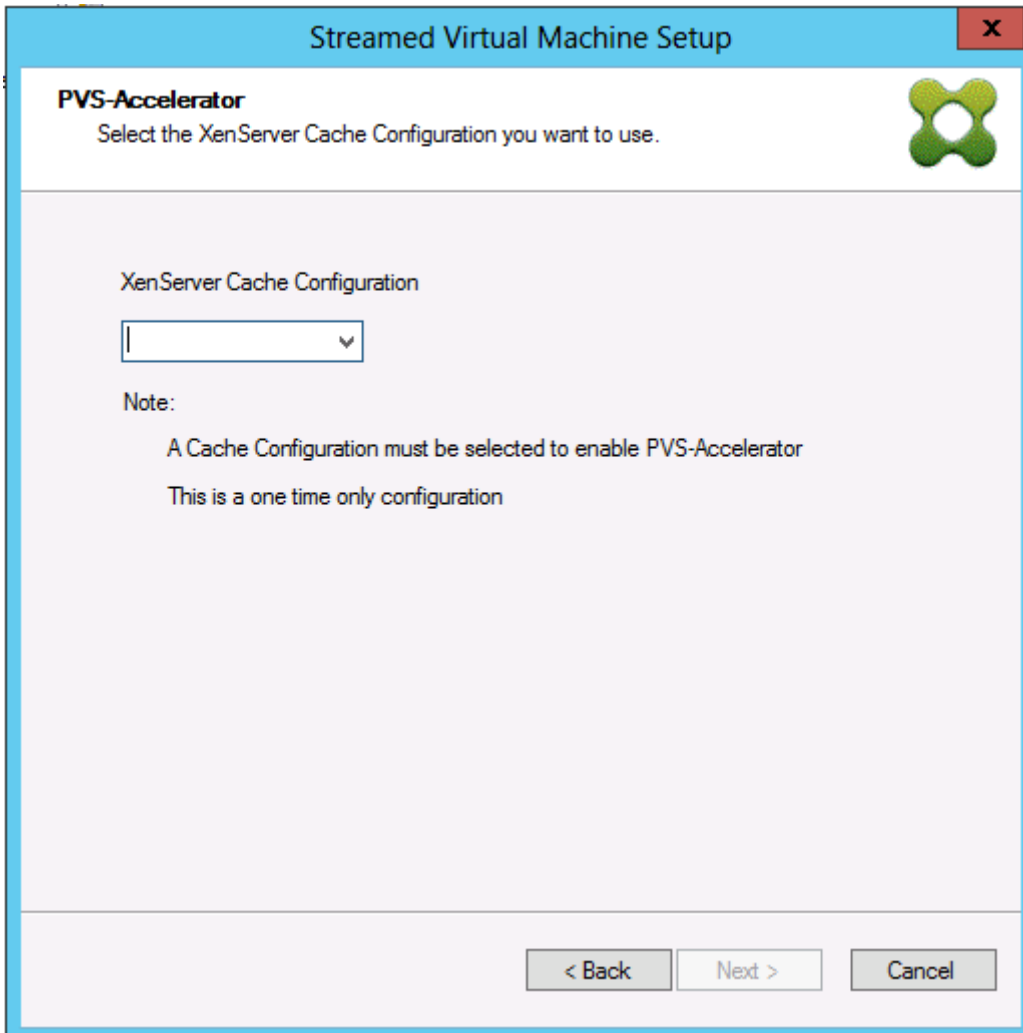 Streamed Virtual Machine Setup
x
PVS-Accelerator
Select the XenServer Cache Configuration you want to use.
XenServer Cache Configuration
Note:
A Cache Configuration must be selected to enable PVS-Accelerator
This is a one time only configuration
< Back
Next >
Cancel